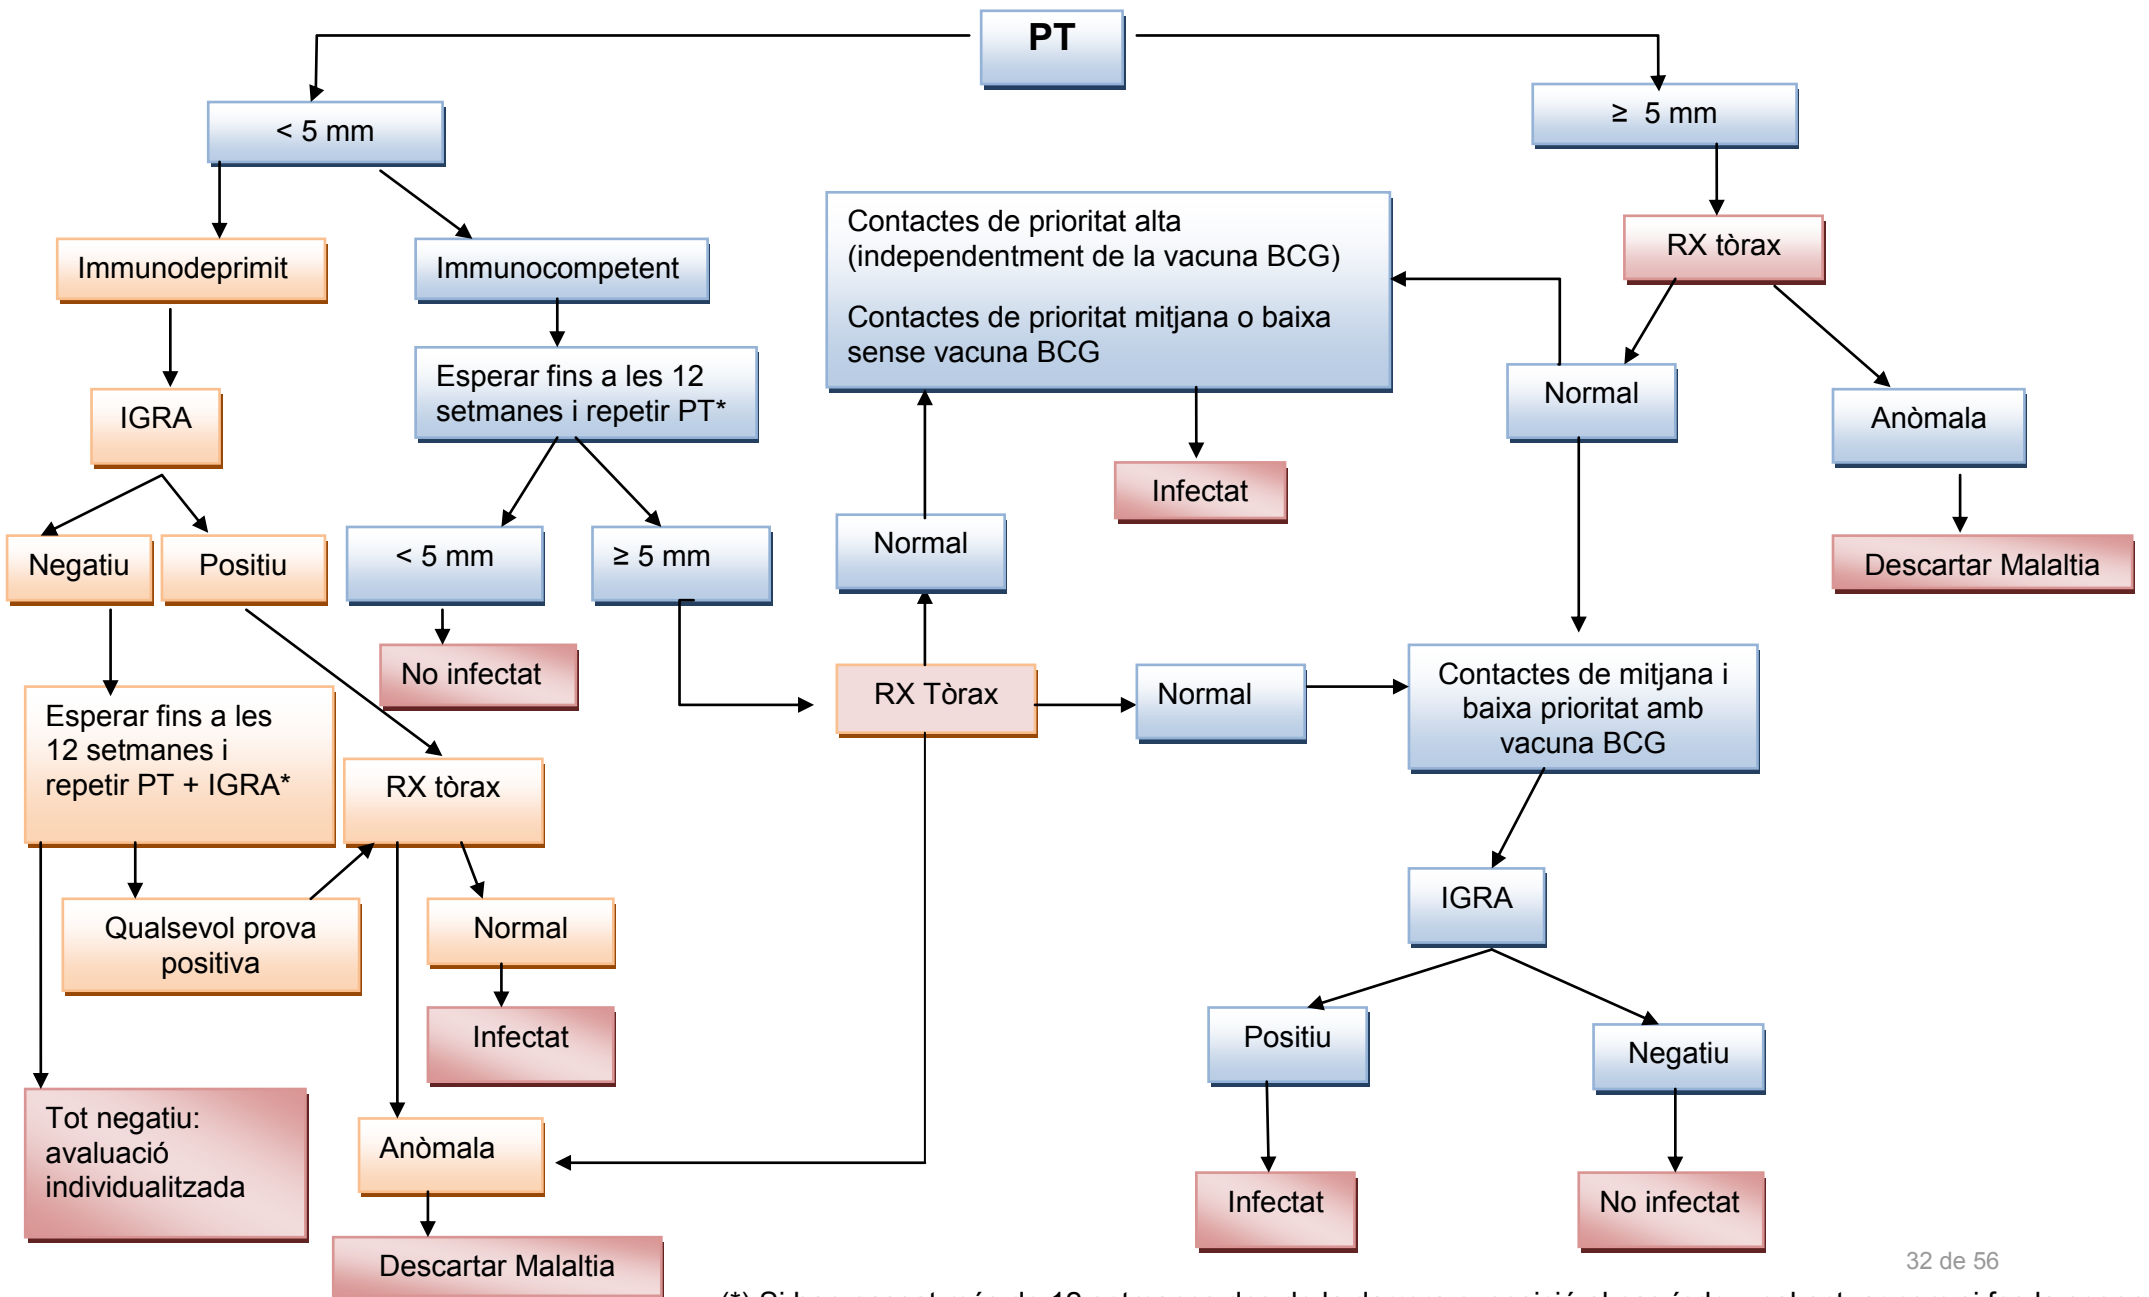 PT
< 5 mm
≥ 5 mm
Contactes de prioritat alta
(independentment de la vacuna BCG)
Contactes de prioritat mitjana o baixa
sense vacuna BCG
RX tòrax
Immunodeprimit
Immunocompetent
Esperar fins a les 12
setmanes i repetir PT*
Normal
Anòmala
IGRA
Infectat
Normal
Descartar Malaltia
Negatiu
Positiu
< 5 mm
≥ 5 mm
No infectat
RX Tòrax
Normal
Contactes de mitjana i
baixa prioritat amb
vacuna BCG
Esperar fins a les
12 setmanes i
repetir PT + IGRA*
RX tòrax
IGRA
Qualsevol prova
positiva
Normal
Infectat
Positiu
Negatiu
Tot negatiu:
avaluació
individualitzada
Anòmala
Infectat
No infectat
Descartar Malaltia
32 de 56